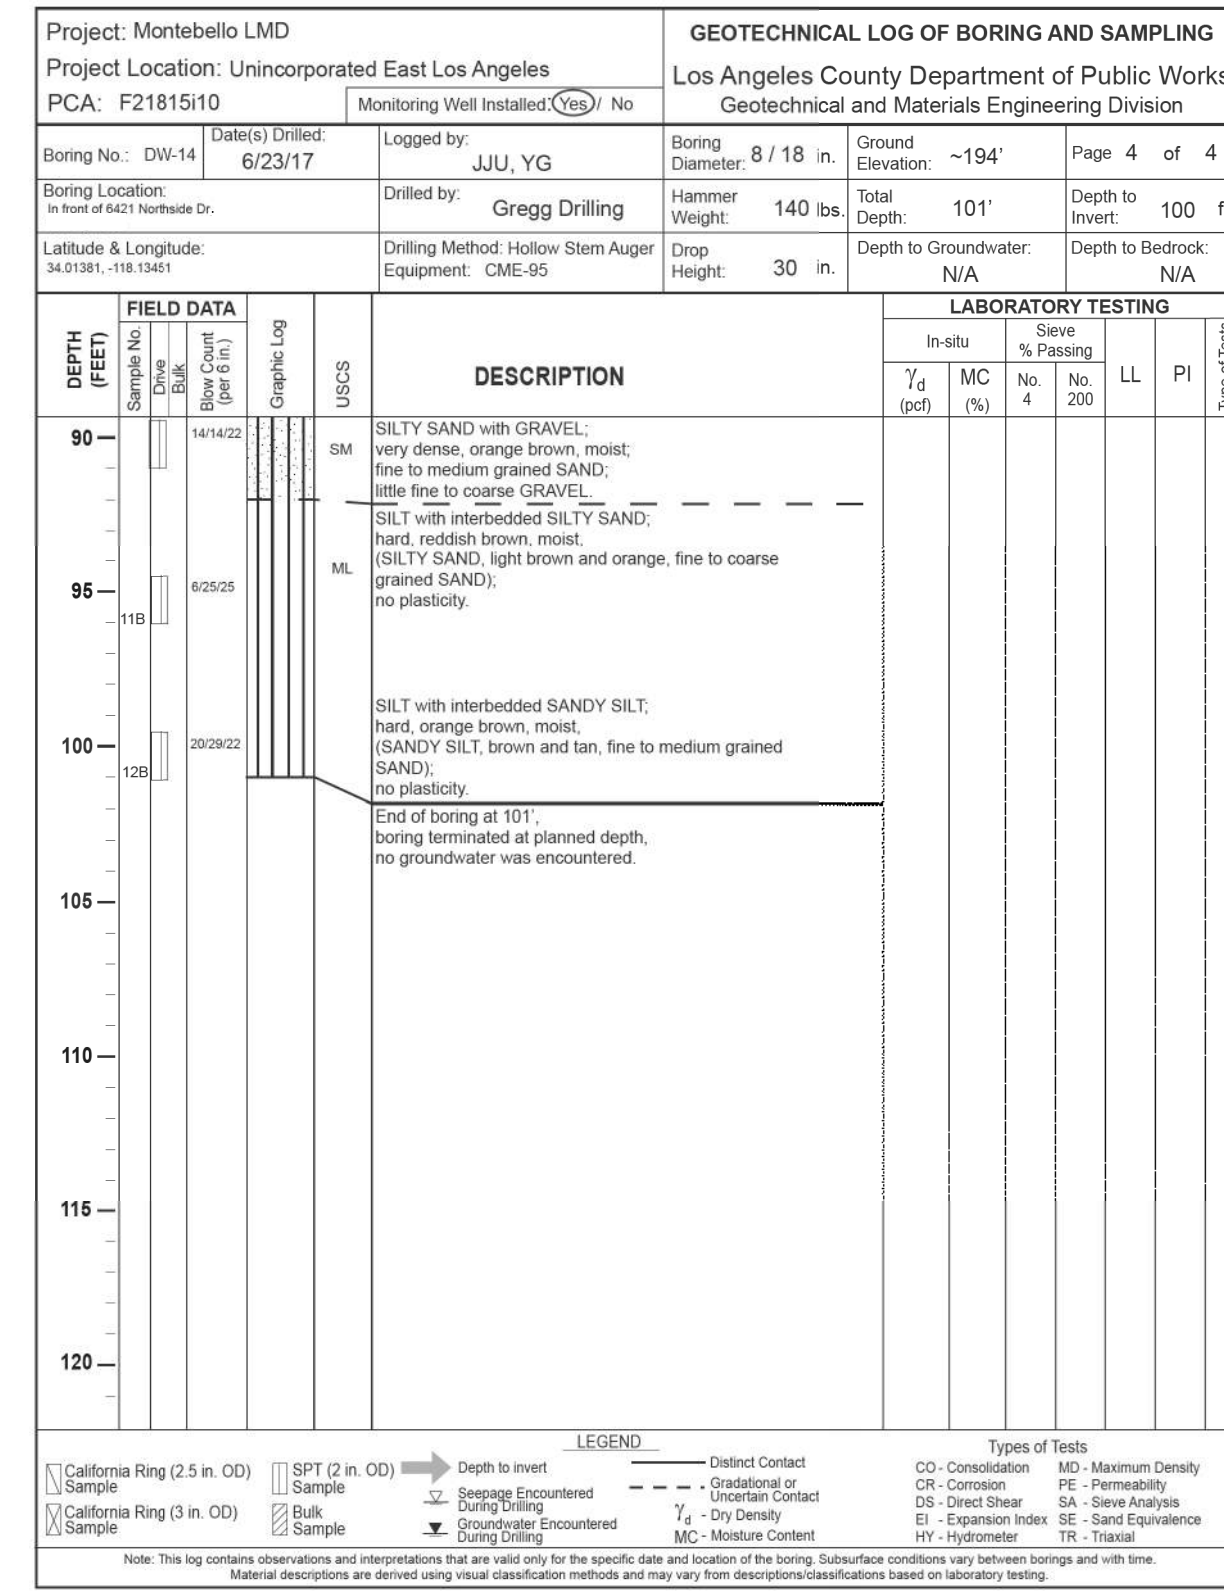 Project: Montebello LMD
Project Location: Unincorporated East Los Angeles
PCA: F21815i10
Monitoring Well Installed: Yes / No
GEOTECHNICAL LOG OF BORING AND SAMPLING
Los Angeles County Department of Public Works
Geotechnical and Materials Engineering Division
Boring No.: DW-14
Date(s) Drilled:
6/23/17
Logged by:
JJU, YG
Boring
Diameter: 8 / 18 in.
Ground
Elevation: ~194'
Page 4 of 4
Boring Location:
In front of 6421 Northside Dr.
Drilled by:
Gregg Drilling
Hammer
Weight: 140 lbs.
Total
Depth: 101'
Depth to
Invert: 100 f
Latitude & Longitude:
34.01381, -118.13451
Drilling Method: Hollow Stem Auger
Equipment: CME-95
Drop
Height: 30 in.
Depth to Groundwater:
N/A
Depth to Bedrock:
N/A
DEPTH
(FEET)
FIELD DATA
Sample No.
Drive
Bulk
Blow Count
(per 6 in.)
Graphic Log
USCS
DESCRIPTION
LABORATORY TESTING
In-situ
Sieve
% Passing
γd
(pcf)
MC
(%)
No.
4
No.
200
LL
PI
Types of Tests
90
14/14/22
SM
SILTY SAND with GRAVEL;
very dense, orange brown, moist;
fine to medium grained SAND;
little fine to coarse GRAVEL.
SILT with interbedded SILTY SAND;
hard, reddish brown, moist,
(SILTY SAND, light brown and orange, fine to coarse
grained SAND);
no plasticity.
ML
95
6/25/25
11B
SILT with interbedded SANDY SILT;
hard, orange brown, moist,
(SANDY SILT, brown and tan, fine to medium grained
SAND);
no plasticity.
100
20/29/22
12B
End of boring at 101',
boring terminated at planned depth,
no groundwater was encountered.
105
110
115
120
LEGEND
California Ring (2.5 in. OD)
Sample
California Ring (3 in. OD)
Sample
SPT (2 in. OD)
Sample
Bulk
Sample
Depth to invert
Seepage Encountered
During Drilling
Groundwater Encountered
During Drilling
Distinct Contact
Gradational or
Uncertain Contact
γd - Dry Density
MC - Moisture Content
Types of Tests
CO - Consolidation
CR - Corrosion
DS - Direct Shear
EI - Expansion Index
HY - Hydrometer
MD - Maximum Density
PE - Permeability
SA - Sieve Analysis
SE - Sand Equivalence
TR - Triaxial
Note: This log contains observations and interpretations that are valid only for the specific date and location of the boring. Subsurface conditions vary between borings and with time.
Material descriptions are derived using visual classification methods and may vary from descriptions/classifications based on laboratory testing.